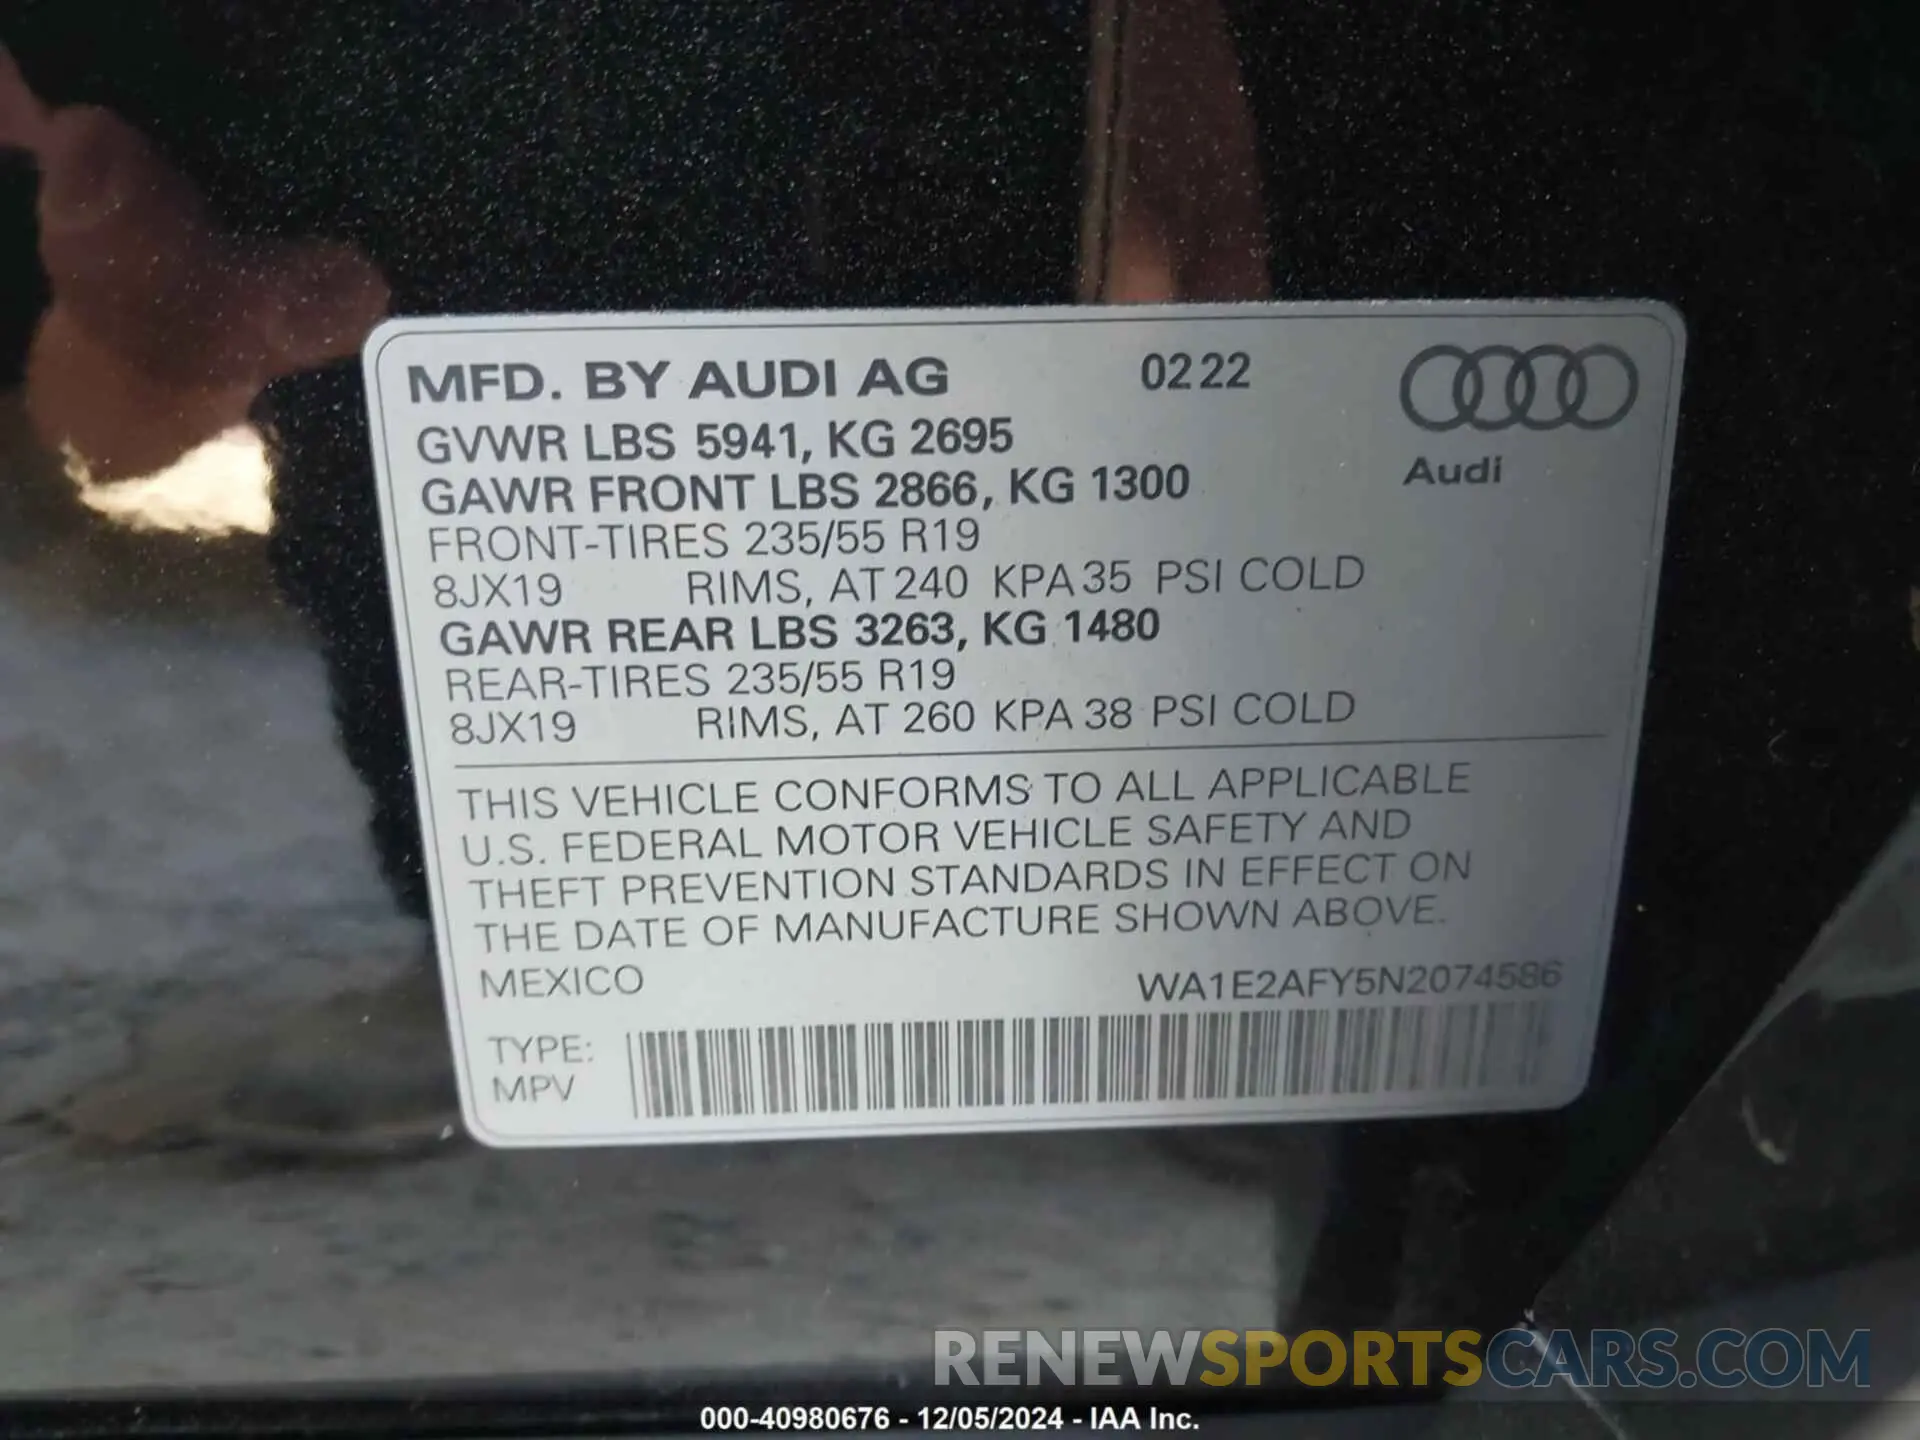 MFD. BY AUDI AG 0222
Audi
GVWR LBS 5941, KG 2695
GAWR FRONT LBS 2866, KG 1300
FRONT-TIRES 235/55 R19
8JX19 RIMS, AT 240 KPA 35 PSI COLD
GAWR REAR LBS 3263, KG 1480
REAR-TIRES 235/55 R19
8JX19 RIMS, AT 260 KPA 38 PSI COLD
THIS VEHICLE CONFORMS TO ALL APPLICABLE
U.S. FEDERAL MOTOR VEHICLE SAFETY AND
THEFT PREVENTION STANDARDS IN EFFECT ON
THE DATE OF MANUFACTURE SHOWN ABOVE.
MEXICO WA1E2AFY5N2074586
TYPE:
MPV
RENEWSPORTSCARS.COM
000-40980676 - 12/05/2024 - IAA Inc.